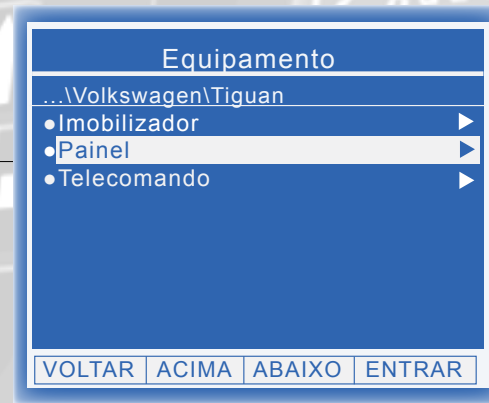 Equipamento
...\Volkswagen\Tiguan
●Imobilizador ▶
●Painel ▶
●Telecomando ▶
VOLTAR ACIMA ABAIXO ENTRAR